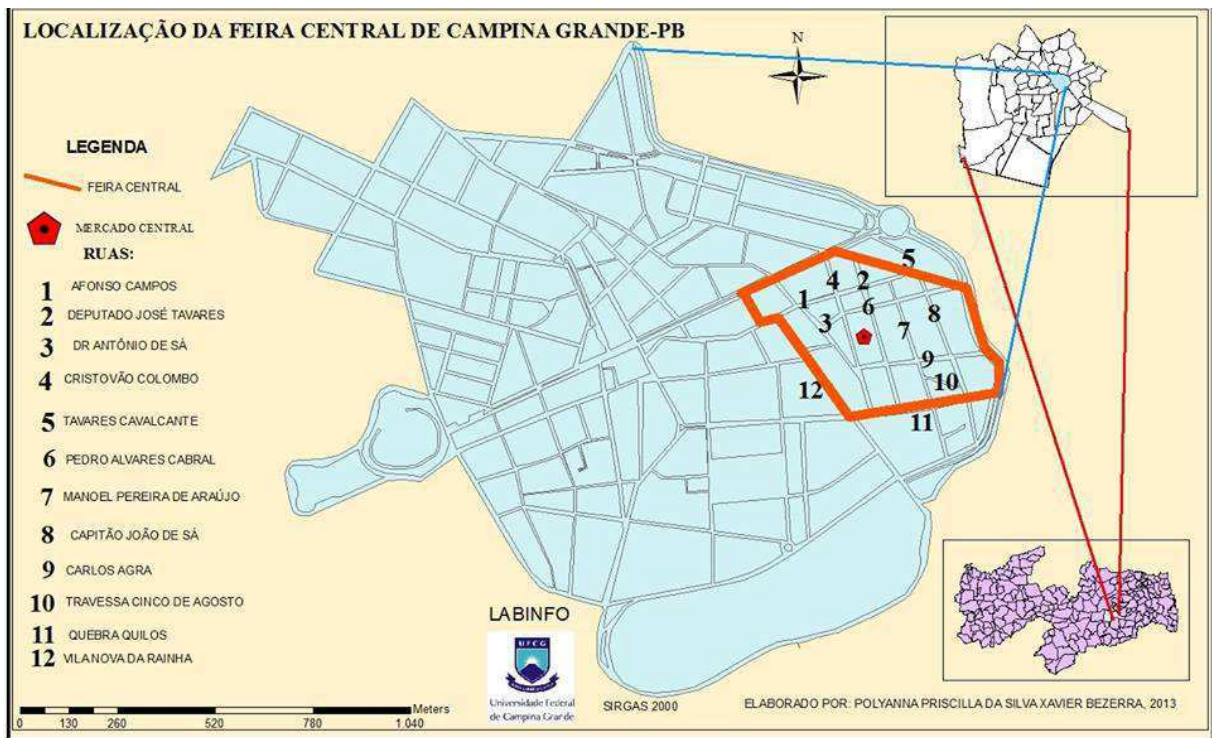 LOCALIZAÇÃO DA FEIRA CENTRAL DE CAMPINA GRANDE-PB
N
LEGENDA
FEIRA CENTRAL
MERCADO CENTRAL
RUAS:
1 AFONSO CAMPOS
2 DEPUTADO JOSÉ TAVARES
3 DR ANTÔNIO DE SÁ
4 CRISTOVÃO COLOMBO
5 TAVARES CAVALCANTE
6 PEDRO ALVARES CABRAL
7 MANOEL PEREIRA DE ARAÚJO
8 CAPITÃO JOÃO DE SÁ
9 CARLOS AGRA
10 TRAVESSA CINCO DE AGOSTO
11 QUEBRA QUILOS
12 VILA NOVA DA RAINHA
5
4 2
1 6 8
3 7
9
12 10
11
LABINFO
UFCG
Universidade Federal
de Campina Grande
SIRGAS 2000
ELABORADO POR: POLYANNA PRISCILLA DA SILVA XAVIER BEZERRA, 2013
Meters
0 130 260 520 780 1.040